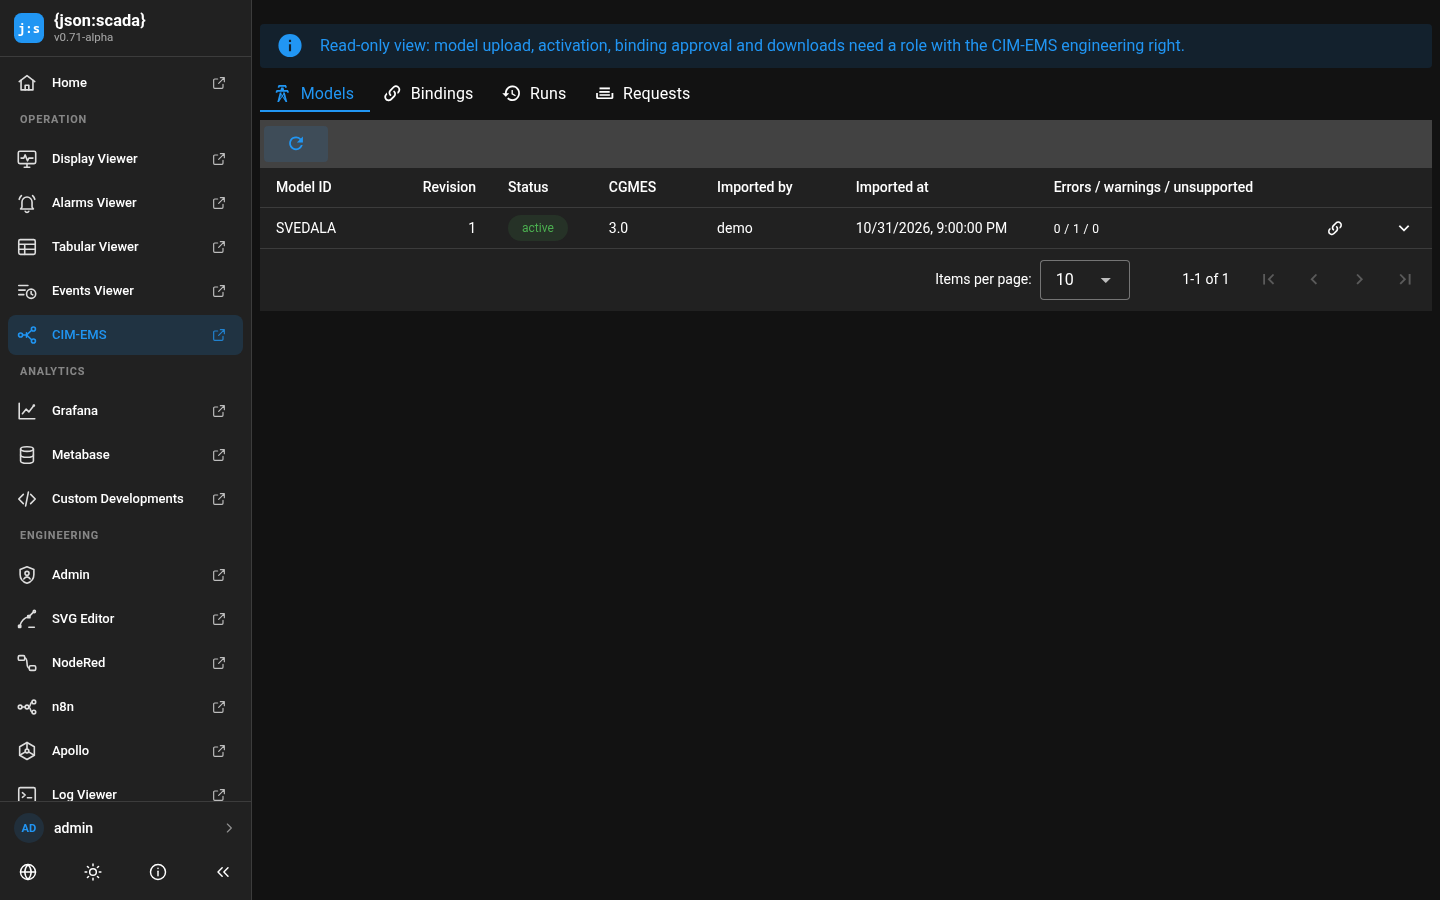 j:s
{json:scada}
v0.71-alpha
Home
OPERATION
Display Viewer
Alarms Viewer
Tabular Viewer
Events Viewer
CIM-EMS
ANALYTICS
Grafana
Metabase
Custom Developments
ENGINEERING
Admin
SVG Editor
NodeRed
n8n
Apollo
Log Viewer
AD admin
Read-only view: model upload, activation, binding approval and downloads need a role with the CIM-EMS engineering right.
Models Bindings Runs Requests
Model ID Revision Status CGMES Imported by Imported at Errors / warnings / unsupported
SVEDALA 1 active 3.0 demo 10/31/2026, 9:00:00 PM 0 / 1 / 0
Items per page: 10 1-1 of 1